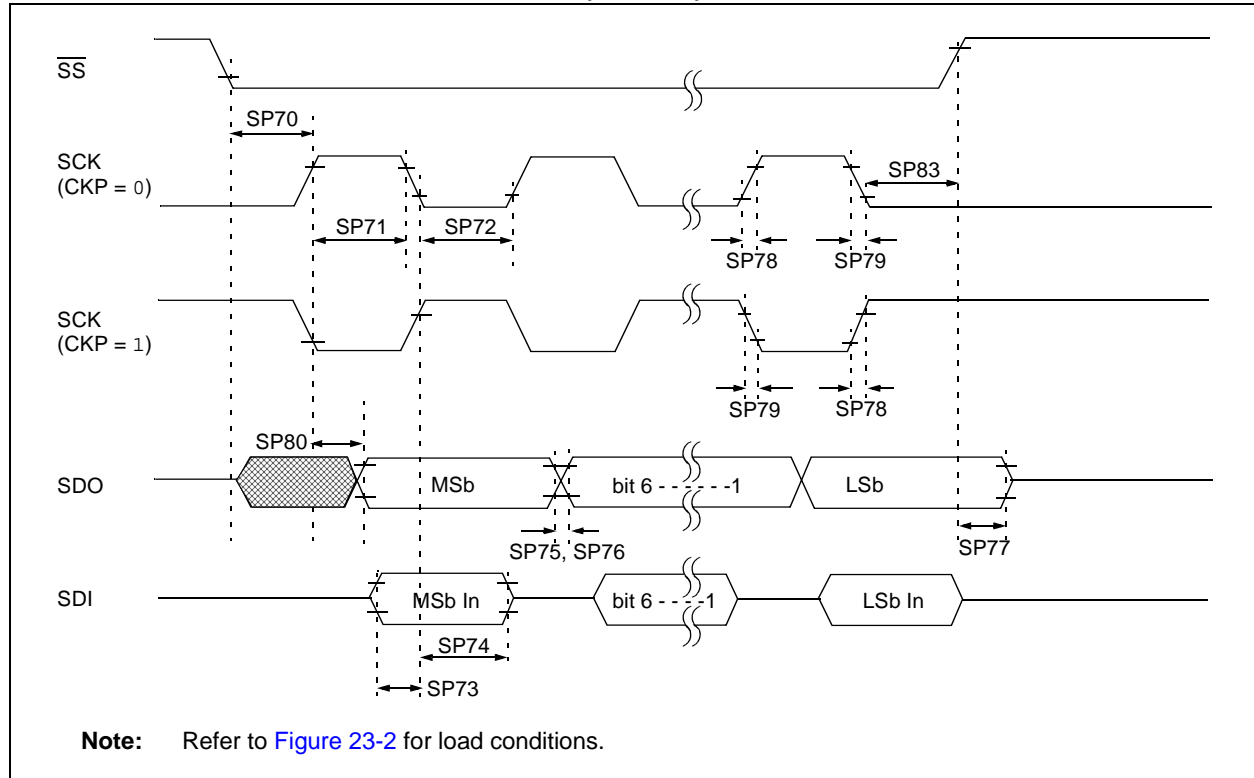 SS
SP70
SCK
(CKP = 0)
SP83
SP71
SP72
SP78
SP79
SCK
(CKP = 1)
SP79
SP78
SP80
SDO
MSb
bit 6 - - - - - -1
LSb
SP75, SP76
SP77
SDI
MSb In
bit 6 - - - -1
LSb In
SP74
SP73
Note: Refer to Figure 23-2 for load conditions.